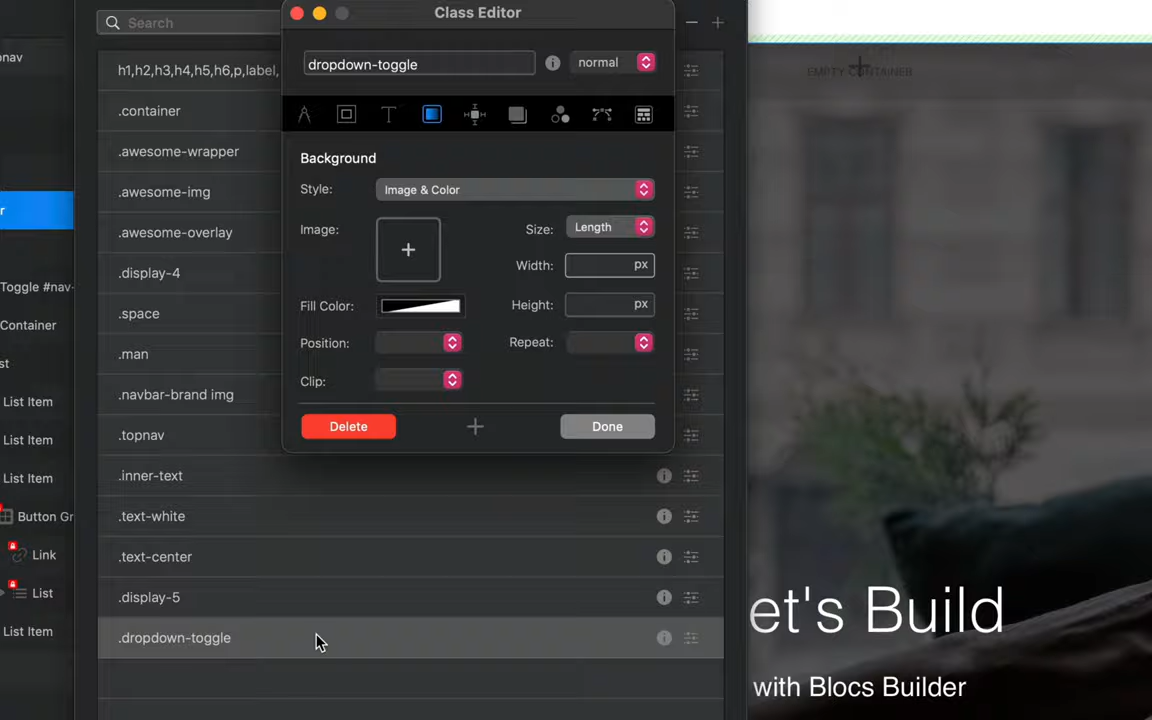 Class Editor
Search
nav
h1,h2,h3,h4,h5,h6,p,label,
dropdown-toggle
normal
EMPTY CONTAINER
.container
.awesome-wrapper
Background
Style:
Image & Color
.awesome-img
r
Image:
+
Size:
Length
.awesome-overlay
Width:
px
.display-4
Toggle #nav-
Fill Color:
Height:
px
.space
Container
Position:
Repeat:
.man
st
Clip:
.navbar-brand img
List Item
Delete
Done
.topnav
List Item
.inner-text
List Item
.text-white
Button Gr
.text-center
Link
.display-5
List
et's Build
.dropdown-toggle
List Item
with Blocs Builder